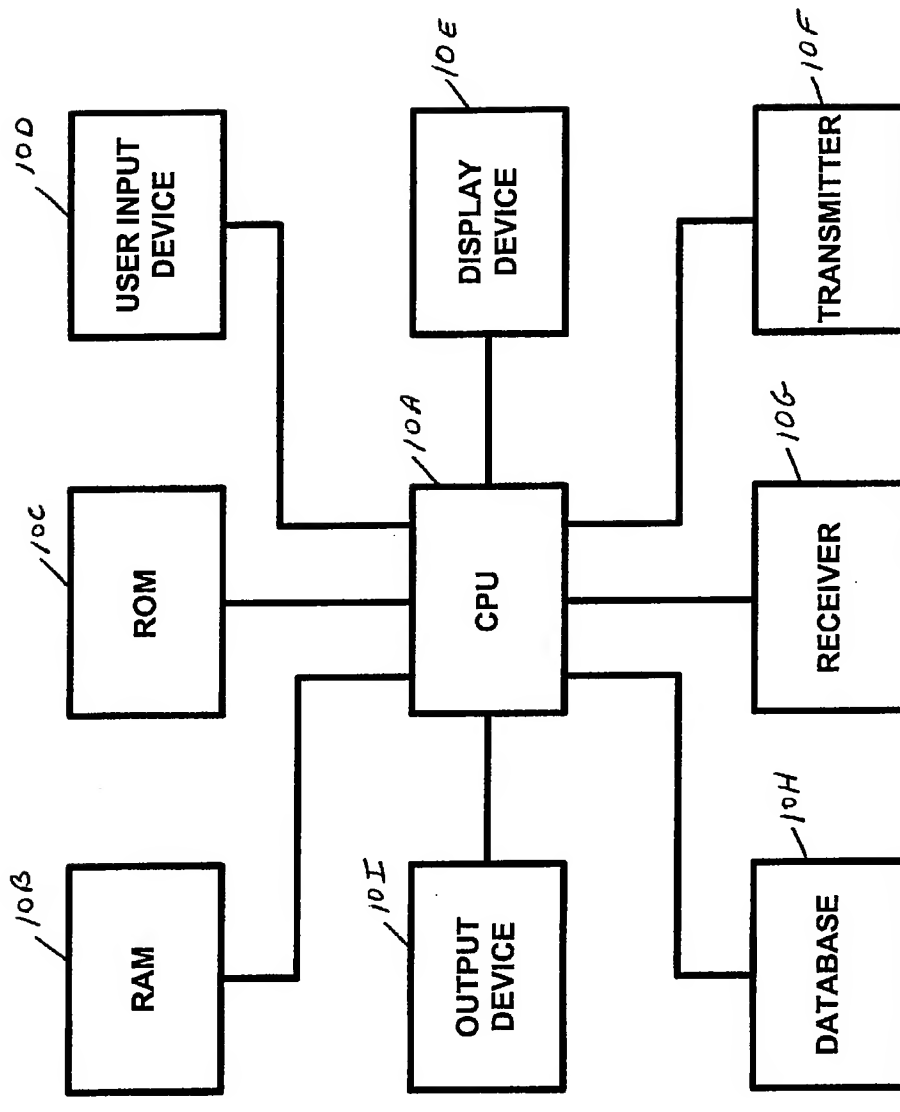 10B
RAM
10C
ROM
10D
USER INPUT
DEVICE
10I
OUTPUT
DEVICE
10A
CPU
10E
DISPLAY
DEVICE
10H
DATABASE
10G
RECEIVER
10F
TRANSMITTER